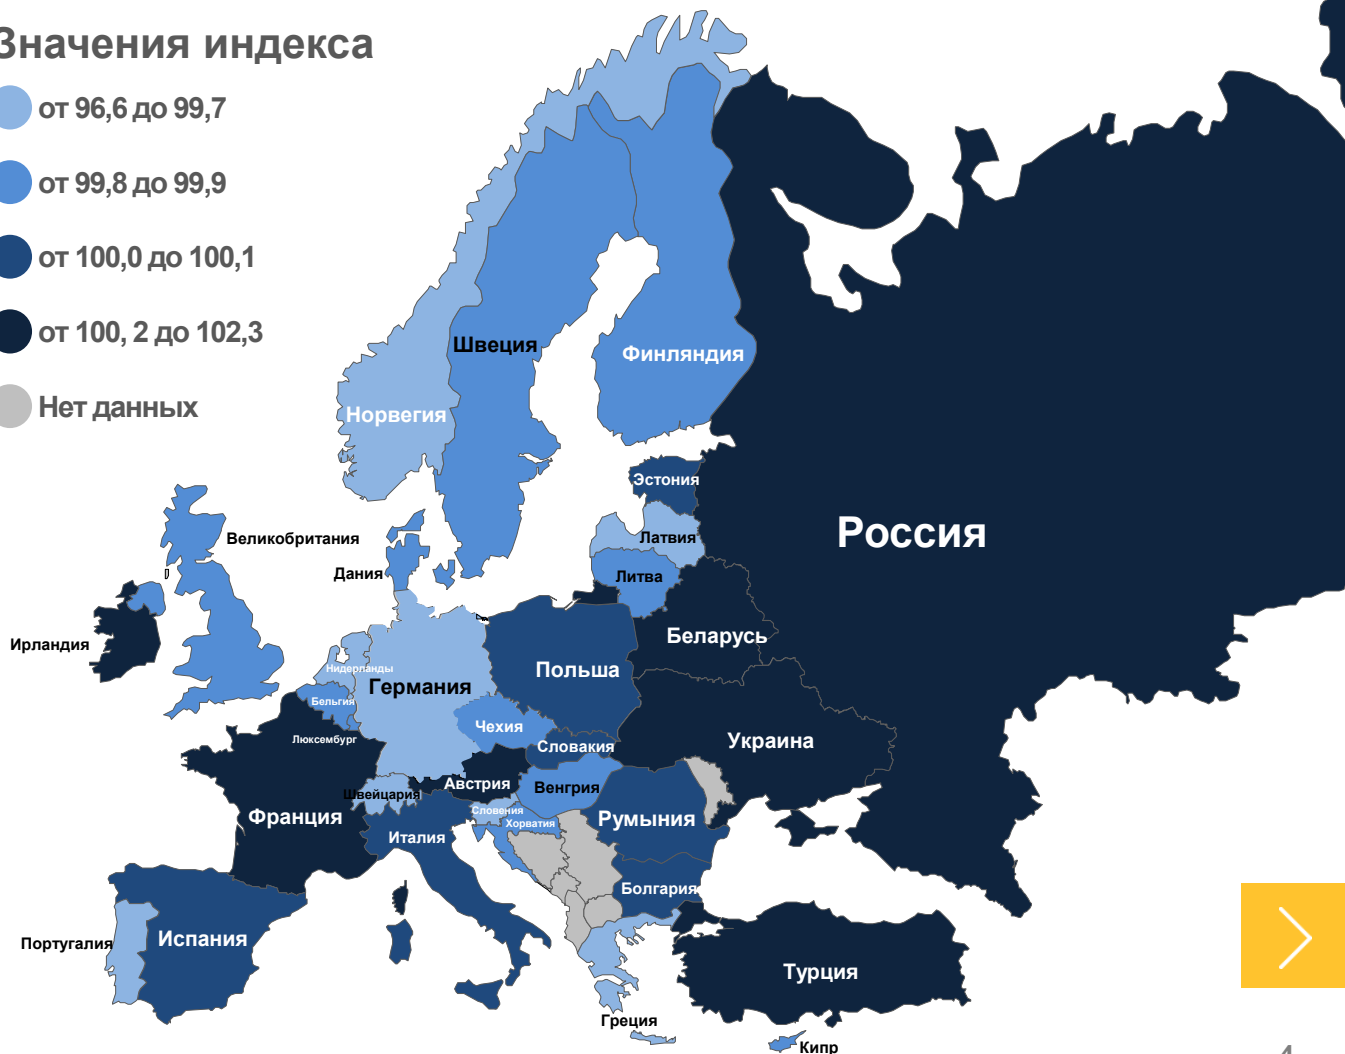 Значения индекса
от 96,6 до 99,7
от 99,8 до 99,9
от 100,0 до 100,1
от 100, 2 до 102,3
Нет данных
Швеция
Финляндия
Норвегия
Эстония
Россия
Великобритания
Латвия
Дания
Литва
Беларусь
Ирландия
Нидерланды
Польша
Германия
Бельгия
Чехия
Люксембург
Словакия
Украина
Австрия
Венгрия
Швейцария
Словения
Франция
Хорватия
Румыния
Италия
Болгария
Португалия
Испания
Турция
Греция
Кипр
4